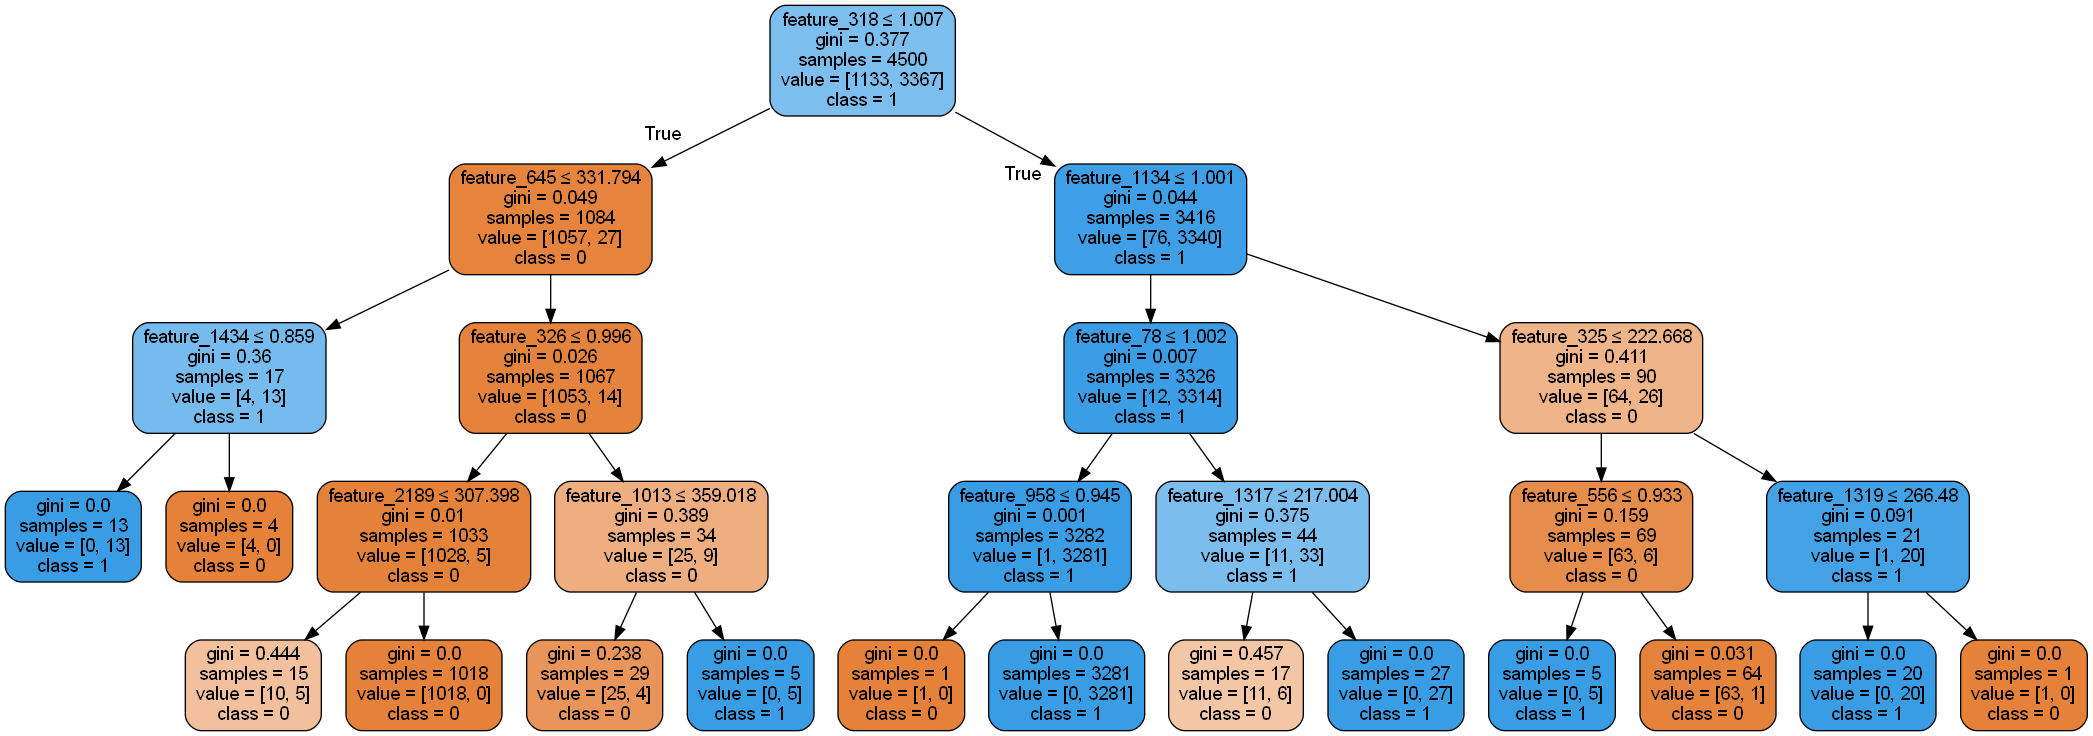 feature_318 ≤ 1.007
gini = 0.377
samples = 4500
value = [1133, 3367]
class = 1
True
True
feature_645 ≤ 331.794
gini = 0.049
samples = 1084
value = [1057, 27]
class = 0
feature_1134 ≤ 1.001
gini = 0.044
samples = 3416
value = [76, 3340]
class = 1
feature_1434 ≤ 0.859
gini = 0.36
samples = 17
value = [4, 13]
class = 1
feature_326 ≤ 0.996
gini = 0.026
samples = 1067
value = [1053, 14]
class = 0
feature_78 ≤ 1.002
gini = 0.007
samples = 3326
value = [12, 3314]
class = 1
feature_325 ≤ 222.668
gini = 0.411
samples = 90
value = [64, 26]
class = 0
gini = 0.0
samples = 13
value = [0, 13]
class = 1
gini = 0.0
samples = 4
value = [4, 0]
class = 0
feature_2189 ≤ 307.398
gini = 0.01
samples = 1033
value = [1028, 5]
class = 0
feature_1013 ≤ 359.018
gini = 0.389
samples = 34
value = [25, 9]
class = 0
feature_958 ≤ 0.945
gini = 0.001
samples = 3282
value = [1, 3281]
class = 1
feature_1317 ≤ 217.004
gini = 0.375
samples = 44
value = [11, 33]
class = 1
feature_556 ≤ 0.933
gini = 0.159
samples = 69
value = [63, 6]
class = 0
feature_1319 ≤ 266.48
gini = 0.091
samples = 21
value = [1, 20]
class = 1
gini = 0.444
samples = 15
value = [10, 5]
class = 0
gini = 0.0
samples = 1018
value = [1018, 0]
class = 0
gini = 0.238
samples = 29
value = [25, 4]
class = 0
gini = 0.0
samples = 5
value = [0, 5]
class = 1
gini = 0.0
samples = 1
value = [1, 0]
class = 0
gini = 0.0
samples = 3281
value = [0, 3281]
class = 1
gini = 0.457
samples = 17
value = [11, 6]
class = 0
gini = 0.0
samples = 27
value = [0, 27]
class = 1
gini = 0.0
samples = 5
value = [0, 5]
class = 1
gini = 0.031
samples = 64
value = [63, 1]
class = 0
gini = 0.0
samples = 20
value = [0, 20]
class = 1
gini = 0.0
samples = 1
value = [1, 0]
class = 0